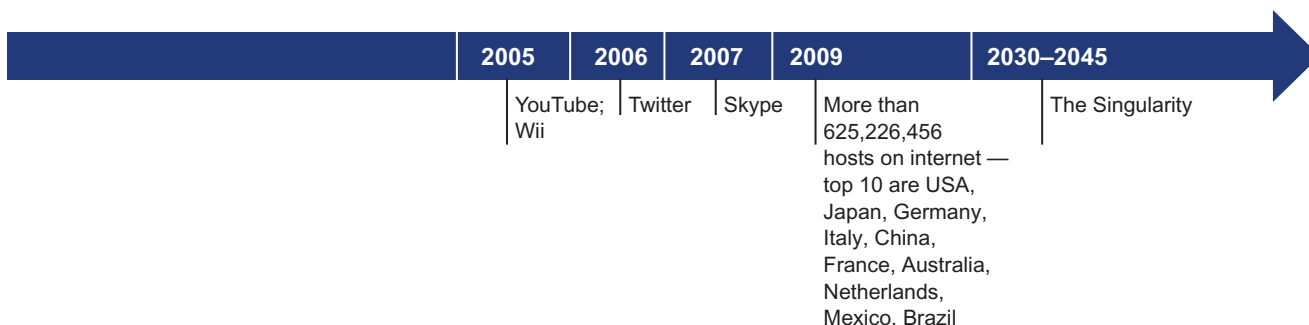 2005
2006
2007
2009
2030–2045
YouTube;
Wii
Twitter
Skype
More than
625,226,456
hosts on internet —
top 10 are USA,
Japan, Germany,
Italy, China,
France, Australia,
Netherlands,
Mexico, Brazil
The Singularity